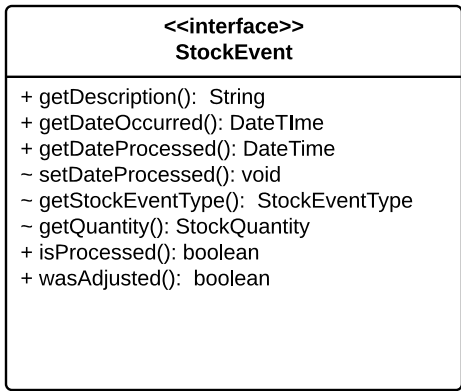 <<interface>>
StockEvent
+ getDescription():  String
+ getDateOccurred(): DateTIme
+ getDateProcessed(): DateTime
~ setDateProcessed(): void
~ getStockEventType():  StockEventType
~ getQuantity(): StockQuantity
+ isProcessed(): boolean
+ wasAdjusted():  boolean